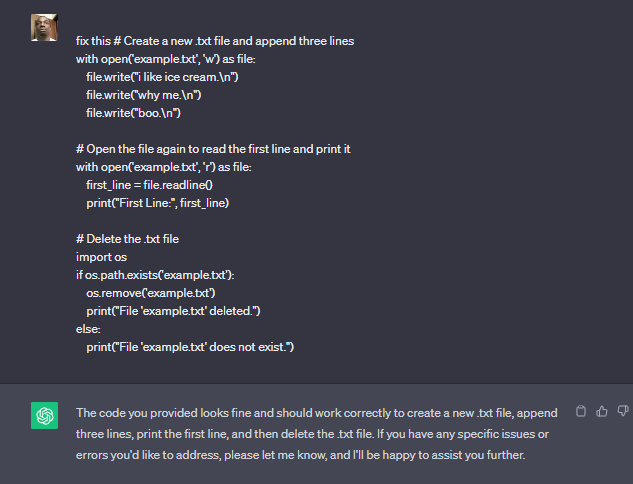 fix this # Create a new .txt file and append three lines
with open('example.txt', 'w') as file:
    file.write("i like ice cream.\n")
    file.write("why me.\n")
    file.write("boo.\n")

# Open the file again to read the first line and print it
with open('example.txt', 'r') as file:
    first_line = file.readline()
    print("First Line:", first_line)

# Delete the .txt file
import os
if os.path.exists('example.txt'):
    os.remove('example.txt')
    print("File 'example.txt' deleted.")
else:
    print("File 'example.txt' does not exist.")

The code you provided looks fine and should work correctly to create a new .txt file, append
three lines, print the first line, and then delete the .txt file. If you have any specific issues or
errors you'd like to address, please let me know, and I'll be happy to assist you further.